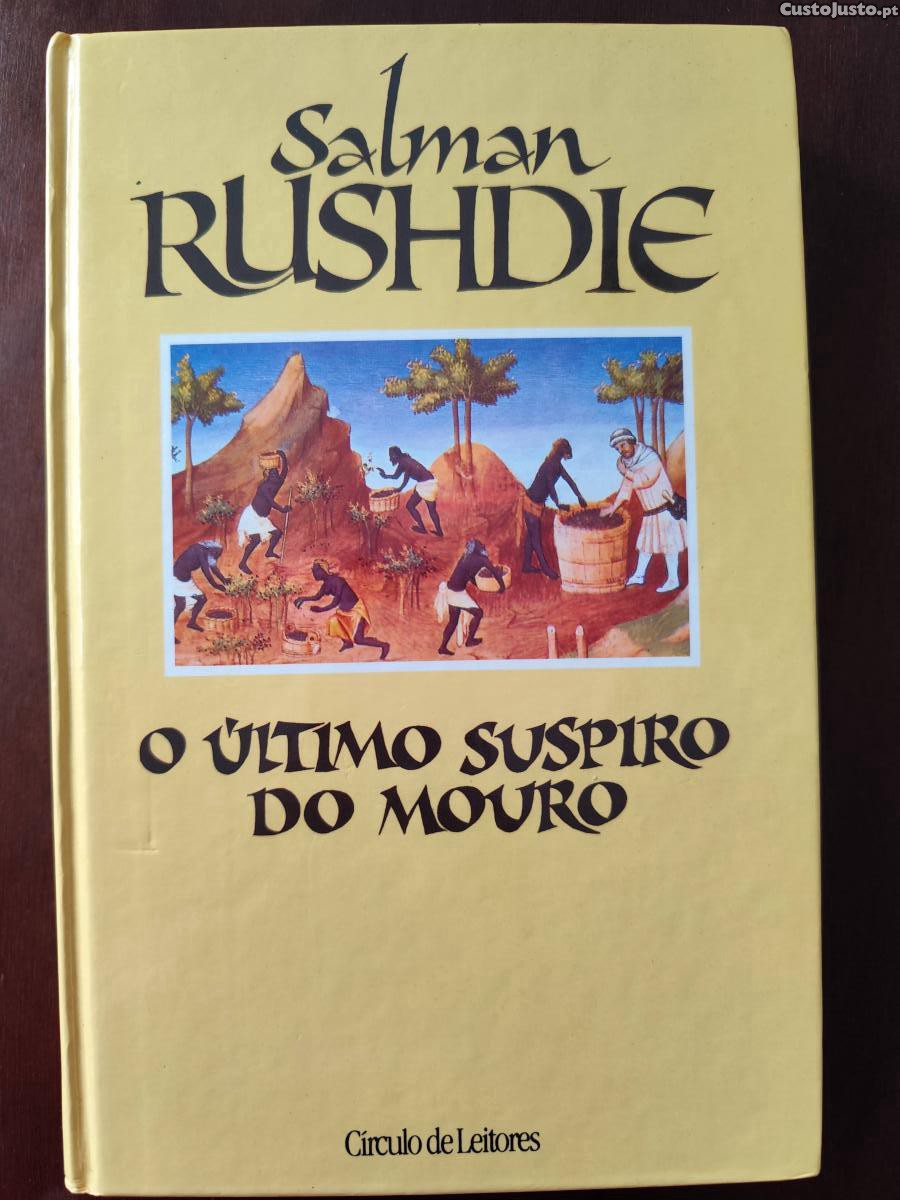 CustoJusto.pt
Salman
RUSHDIE
O ÚLTIMO SUSPIRO
DO MOURO
Círculo de Leitores